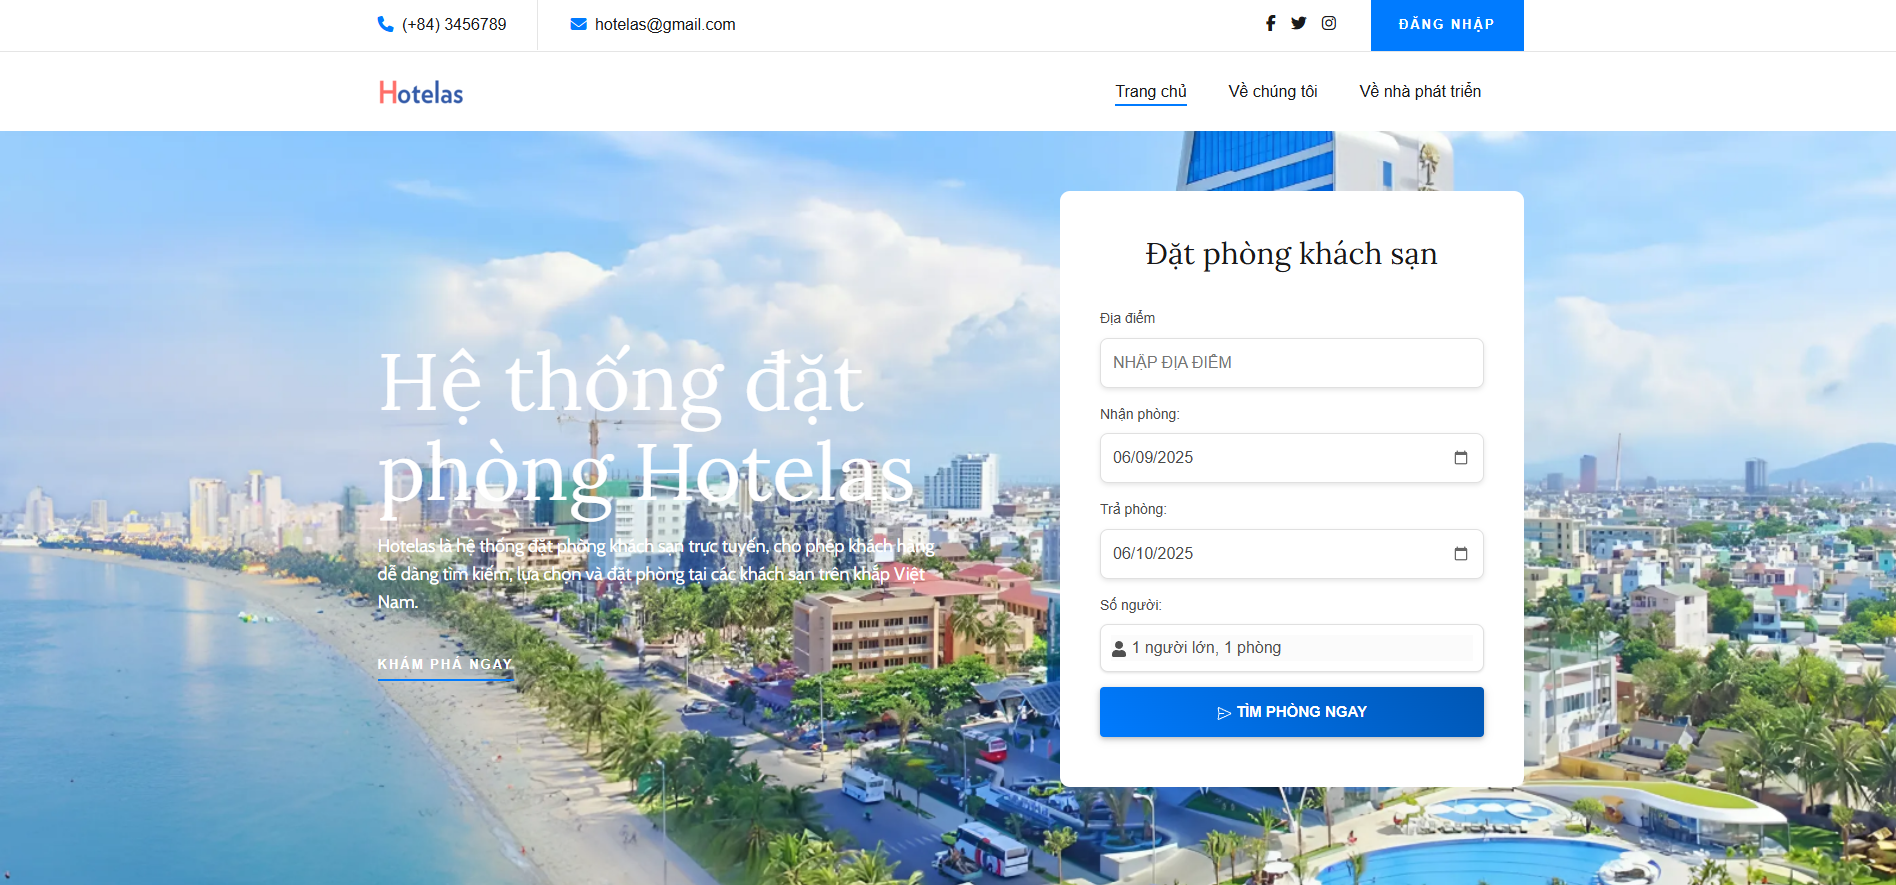 (+84) 3456789
hotelas@gmail.com
ĐĂNG NHẬP
Hotelas
Trang chủ
Về chúng tôi
Về nhà phát triển
Hệ thống đặt
phòng Hotelas
Hotelas là hệ thống đặt phòng khách sạn trực tuyến, cho phép khách hàng
dễ dàng tìm kiếm, lựa chọn và đặt phòng tại các khách sạn trên khắp Việt
Nam.
KHÁM PHÁ NGAY
Đặt phòng khách sạn
Địa điểm
NHẬP ĐỊA ĐIỂM
Nhận phòng:
06/09/2025
Trả phòng:
06/10/2025
Số người:
1 người lớn, 1 phòng
TÌM PHÒNG NGAY